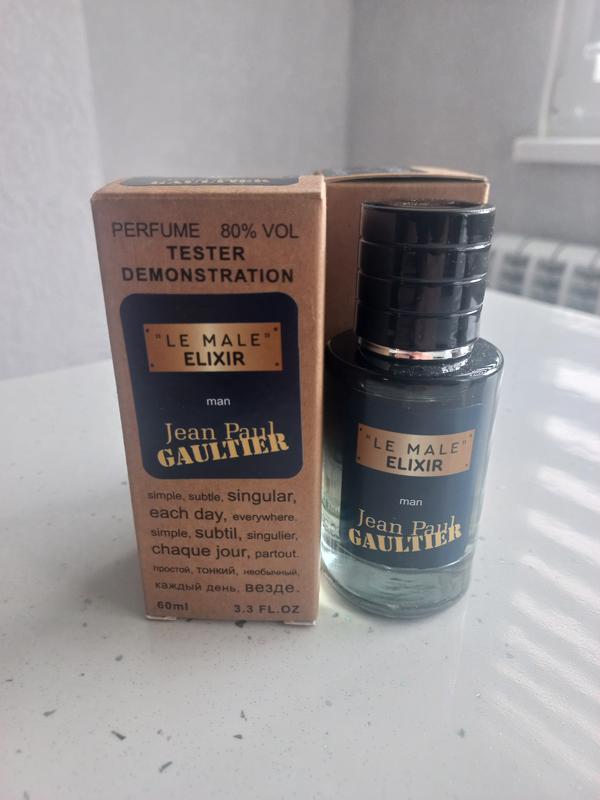 PERFUME 80% VOL
TESTER
DEMONSTRATION
"LE MALE"
ELIXIR
man
Jean Paul
GAULTIER
simple, subtle, singular,
each day, everywhere.
simple, subtil, singulier,
chaque jour, partout.
простой, тонкий, необычный,
каждый день, везде.
60ml 3.3 FL.OZ
"LE MALE"
ELIXIR
man
Jean Paul
GAULTIER